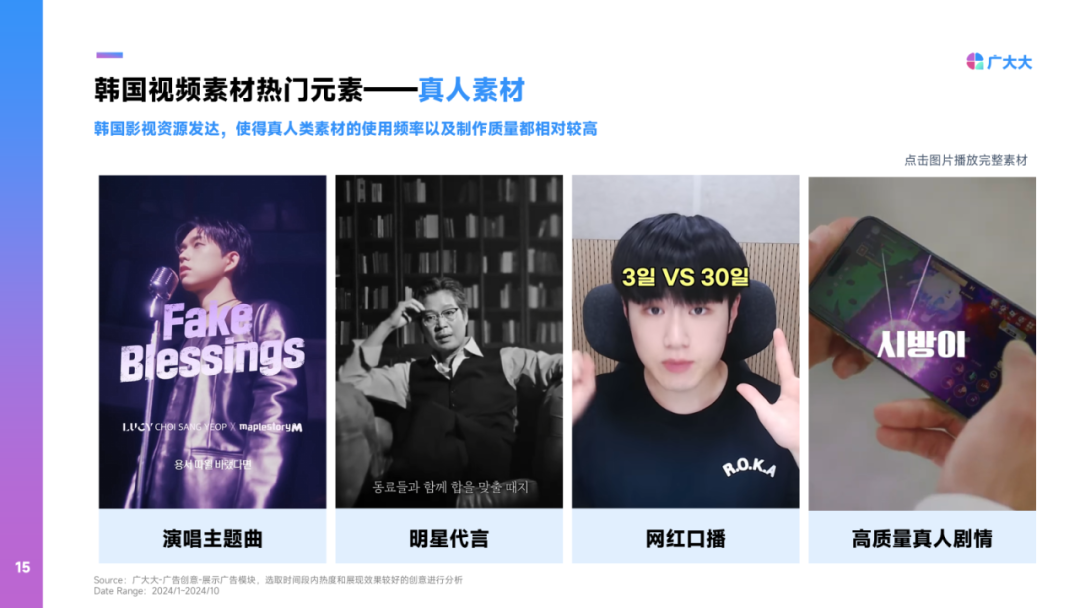 广大大
韩国视频素材热门元素——真人素材
韩国影视资源发达，使得真人类素材的使用频率以及制作质量都相对较高
点击图片播放完整素材
Fake
Blessings
LUCY CHOI SANG YEOP X maplestoryM
동료들과 함께 합을 맞출 때지
3일 VS 30일
R.O.K.A
시방이
演唱主题曲
明星代言
网红口播
高质量真人剧情
15
Source：广大大-广告创意-展示广告模块，选取时间段内热度和展现效果较好的创意进行分析
Date Range：2024/1-2024/10